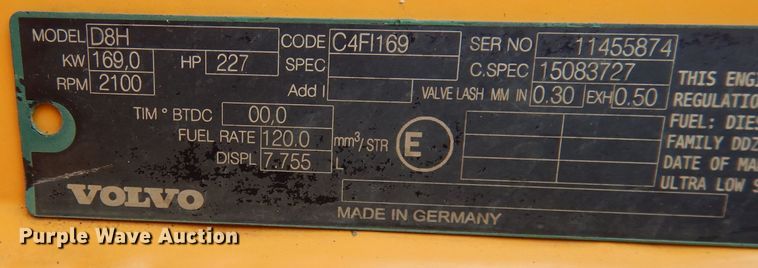 MODEL D8H CODE C4FI169 SER NO 11455874
KW 169,0 HP 227 SPEC C.SPEC 15083727
RPM 2100 Add I VALVE LASH MM IN 0.30 EXH 0.50
TIM ° BTDC 00,0
FUEL RATE 120.0 mm³/STR
DISPL 7.755 L
E
VOLVO
MADE IN GERMANY
THIS ENGI
REGULATION
FUEL: DIES
FAMILY DDZ
DATE OF MA
ULTRA LOW S
Purple Wave Auction